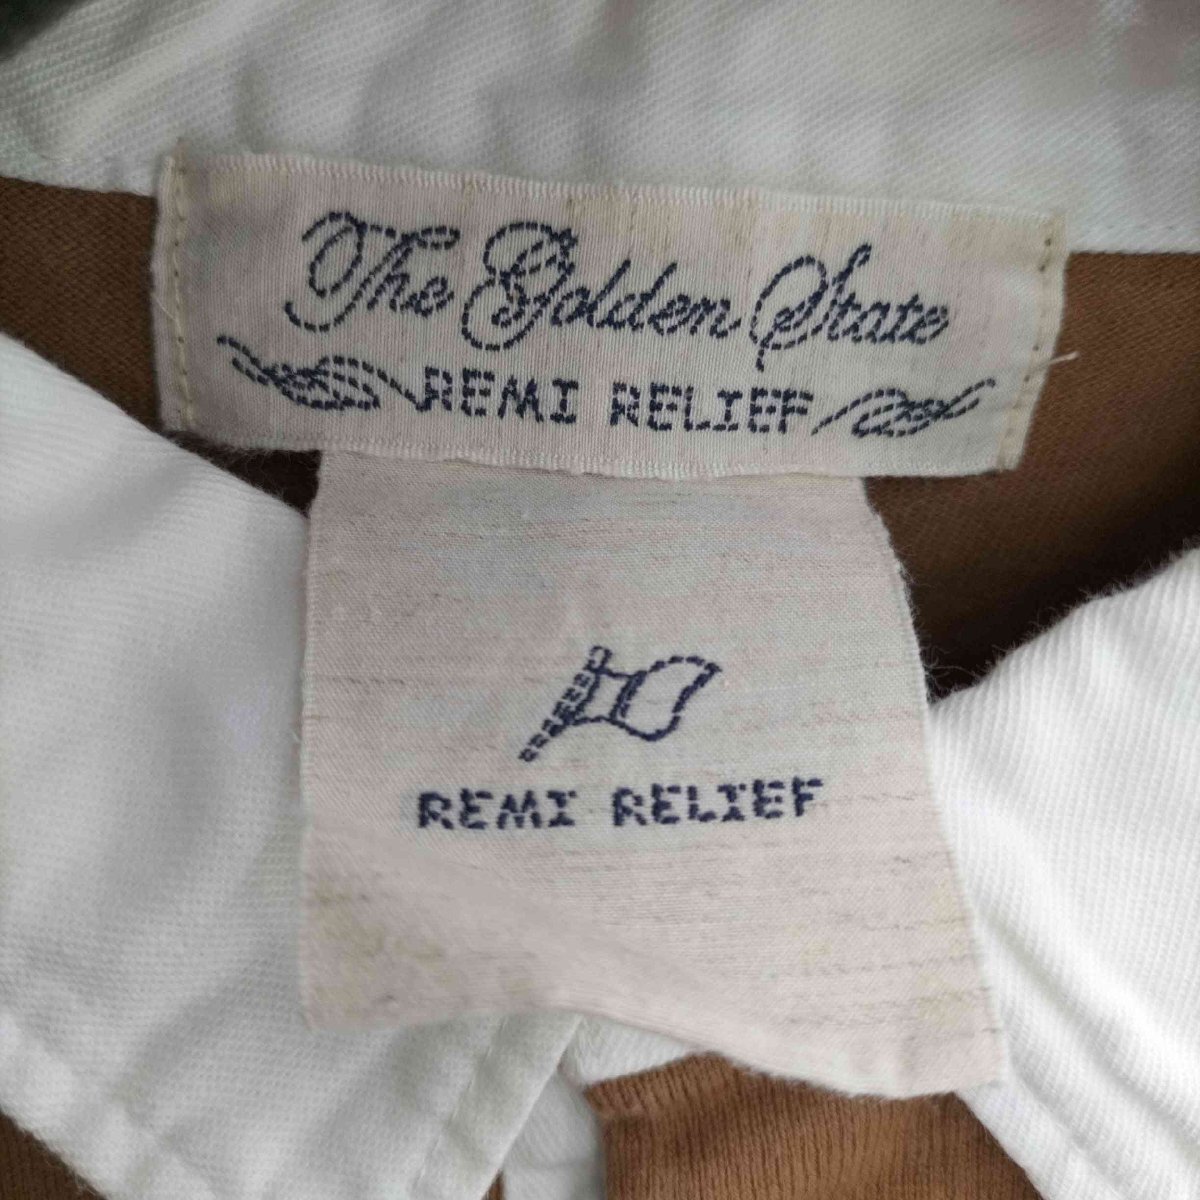 The Golden State
REMI RELIEF
REMI RELIEF